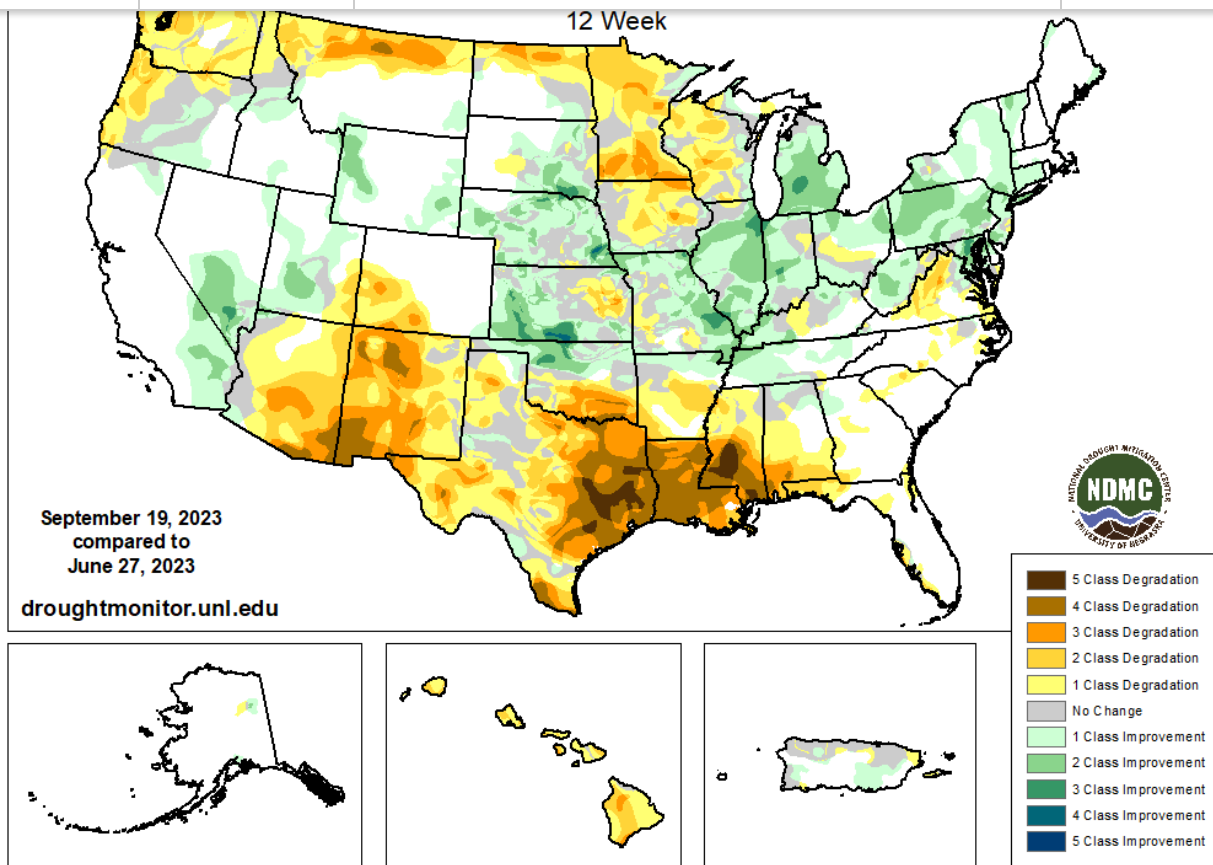 12 Week
September 19, 2023
compared to
June 27, 2023
droughtmonitor.unl.edu
NATIONAL DROUGHT MITIGATION CENTER
NDMC
UNIVERSITY OF NEBRASKA
5 Class Degradation
4 Class Degradation
3 Class Degradation
2 Class Degradation
1 Class Degradation
No Change
1 Class Improvement
2 Class Improvement
3 Class Improvement
4 Class Improvement
5 Class Improvement